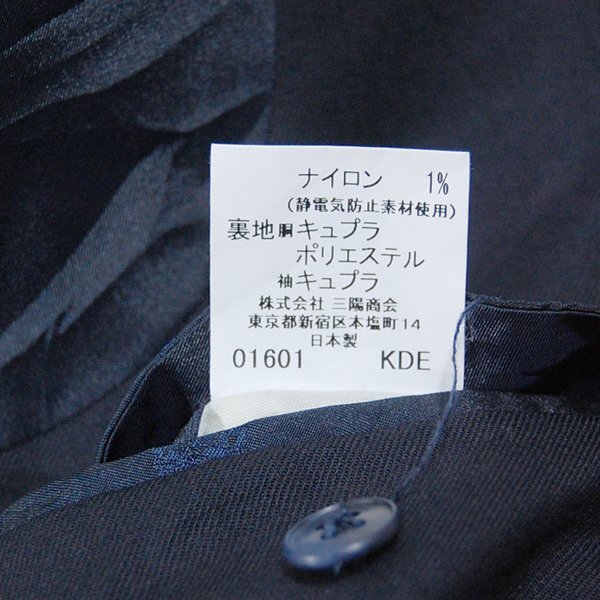 ナイロン 1%
(静電気防止素材使用)
裏地 胴 キュプラ
ポリエステル
袖 キュプラ
株式会社 三陽商会
東京都新宿区本塩町14
日本製
01601 KDE